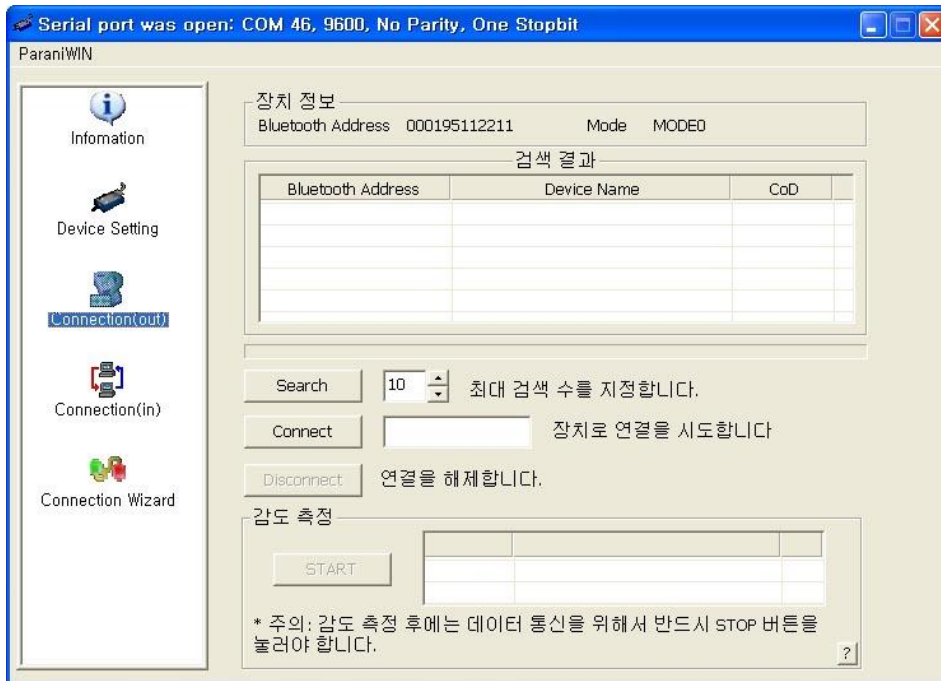 Serial port was open: COM 46, 9600, No Parity, One Stopbit
ParaniWIN
Infomation
Device Setting
Connection(out)
Connection(in)
Connection Wizard
장치 정보
Bluetooth Address 000195112211 Mode MODE0
검색 결과
Bluetooth Address Device Name CoD
Search 10 최대 검색 수를 지정합니다.
Connect 장치로 연결을 시도합니다
Disconnect 연결을 해제합니다.
감도 측정
START
* 주의: 감도 측정 후에는 데이터 통신을 위해서 반드시 STOP 버튼을
눌러야 합니다.
?